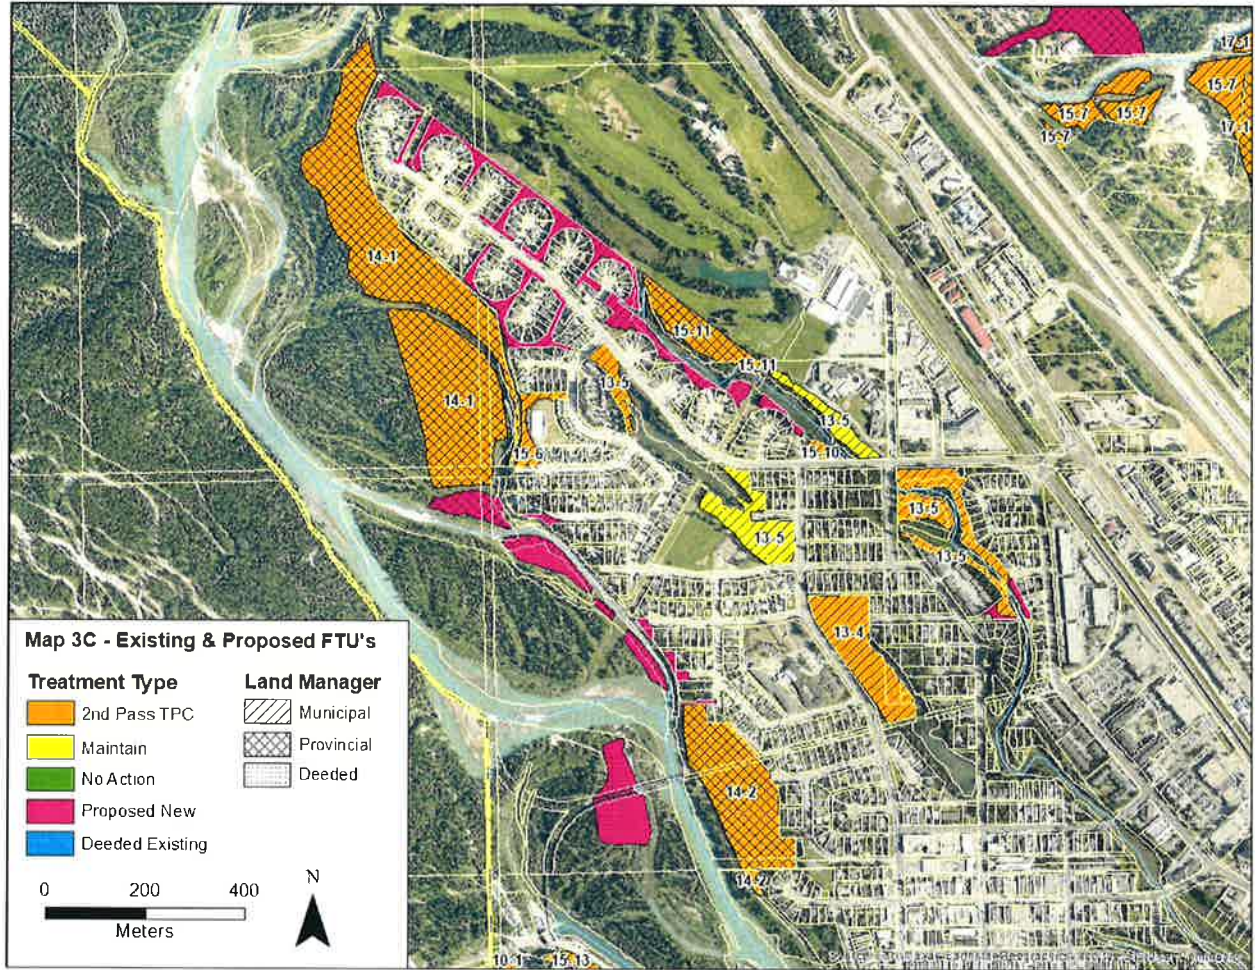 17-1
15-7
15-7
15-7
15-7
17-1
14-1
15-11
15-11
13-5
14-1
13-5
15-6
15-10
13-5
13-5
13-5
13-4
14-2
14-2
15-13
Map 3C - Existing & Proposed FTU's
Treatment Type
Land Manager
2nd Pass TPC
Municipal
Maintain
Provincial
No Action
Deeded
Proposed New
Deeded Existing
0 200 400
Meters
N